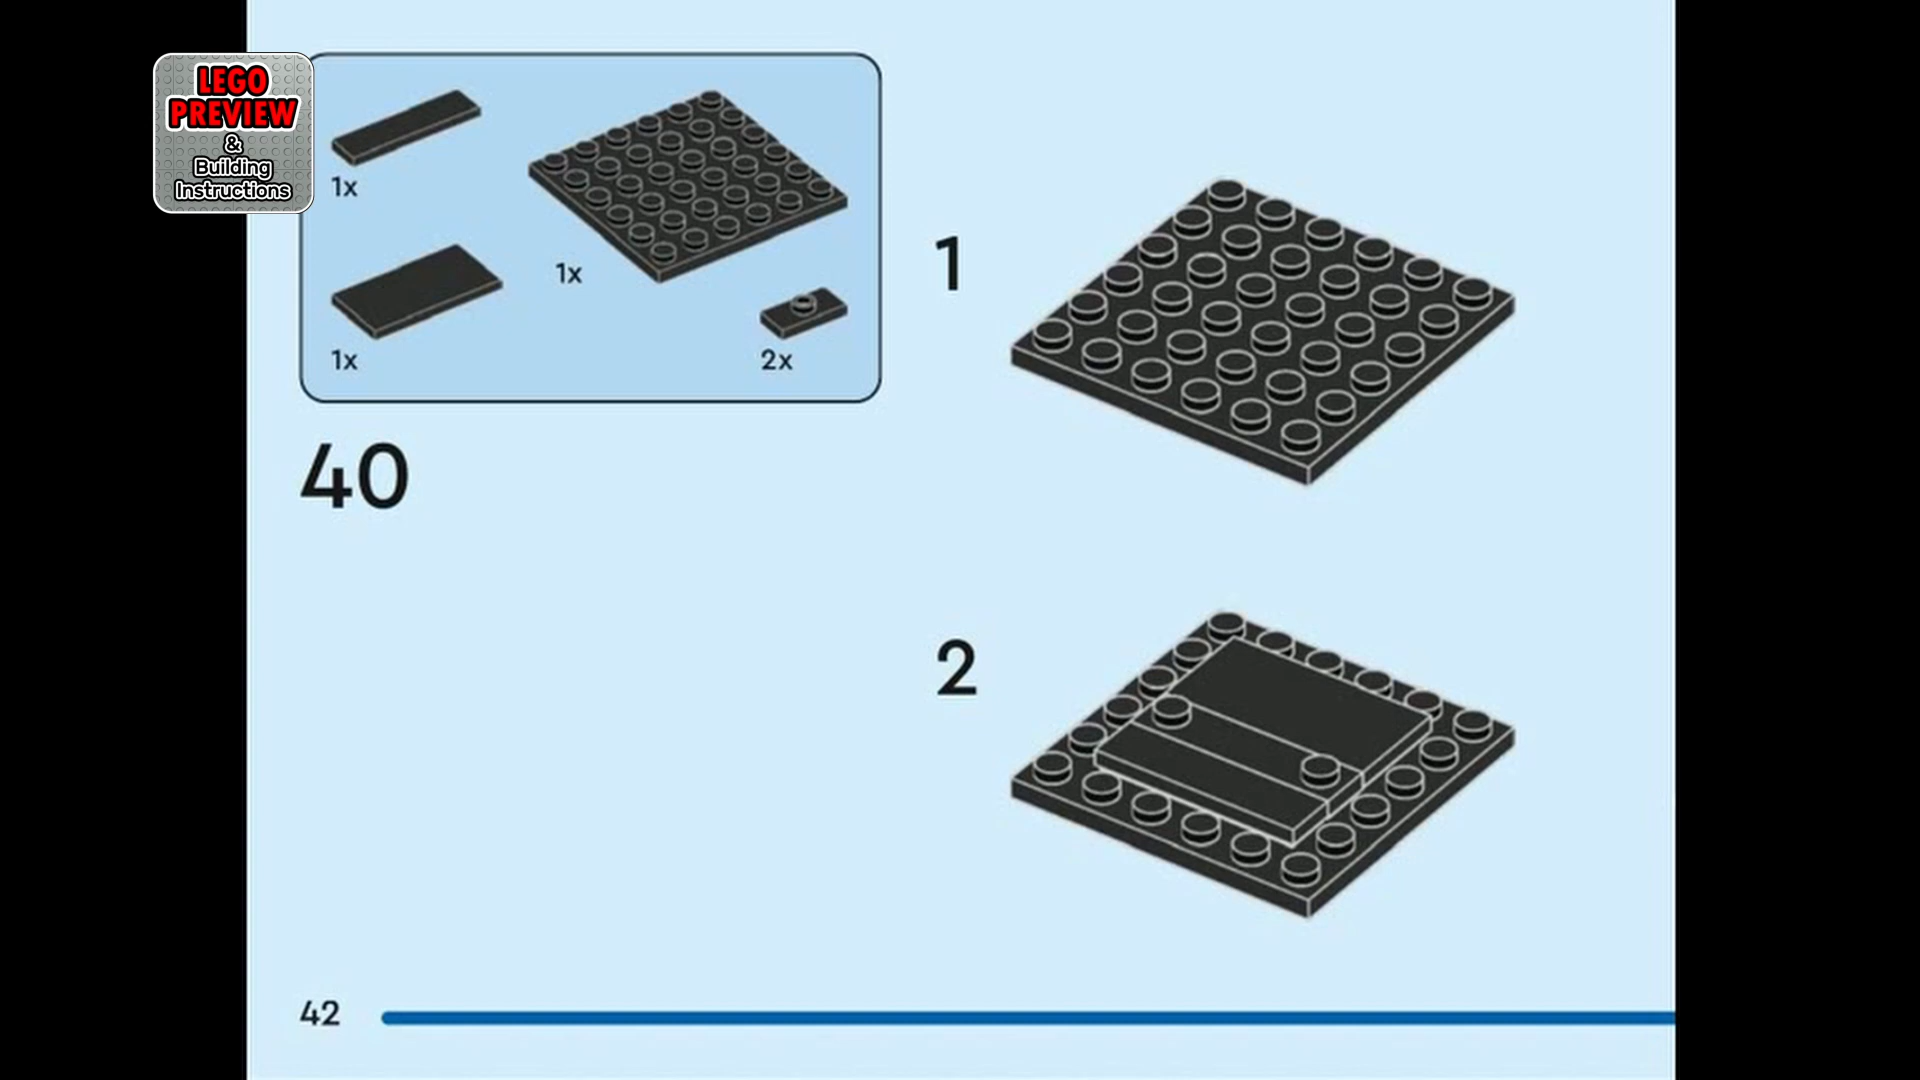 LEGO
PREVIEW
&
Building
Instructions
1x
1x
1x
2x
40
1
2
42